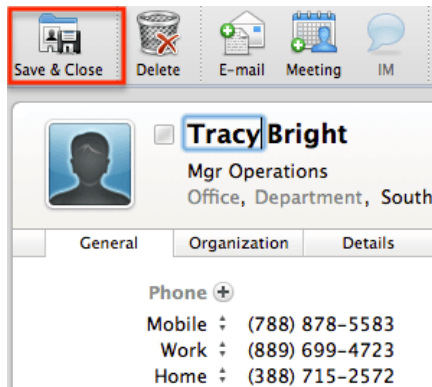 Save & Close Delete E-mail Meeting IM
Tracy Bright
Mgr Operations
Office, Department, South
General Organization Details
Phone
Mobile (788) 878-5583
Work (889) 699-4723
Home (388) 715-2572